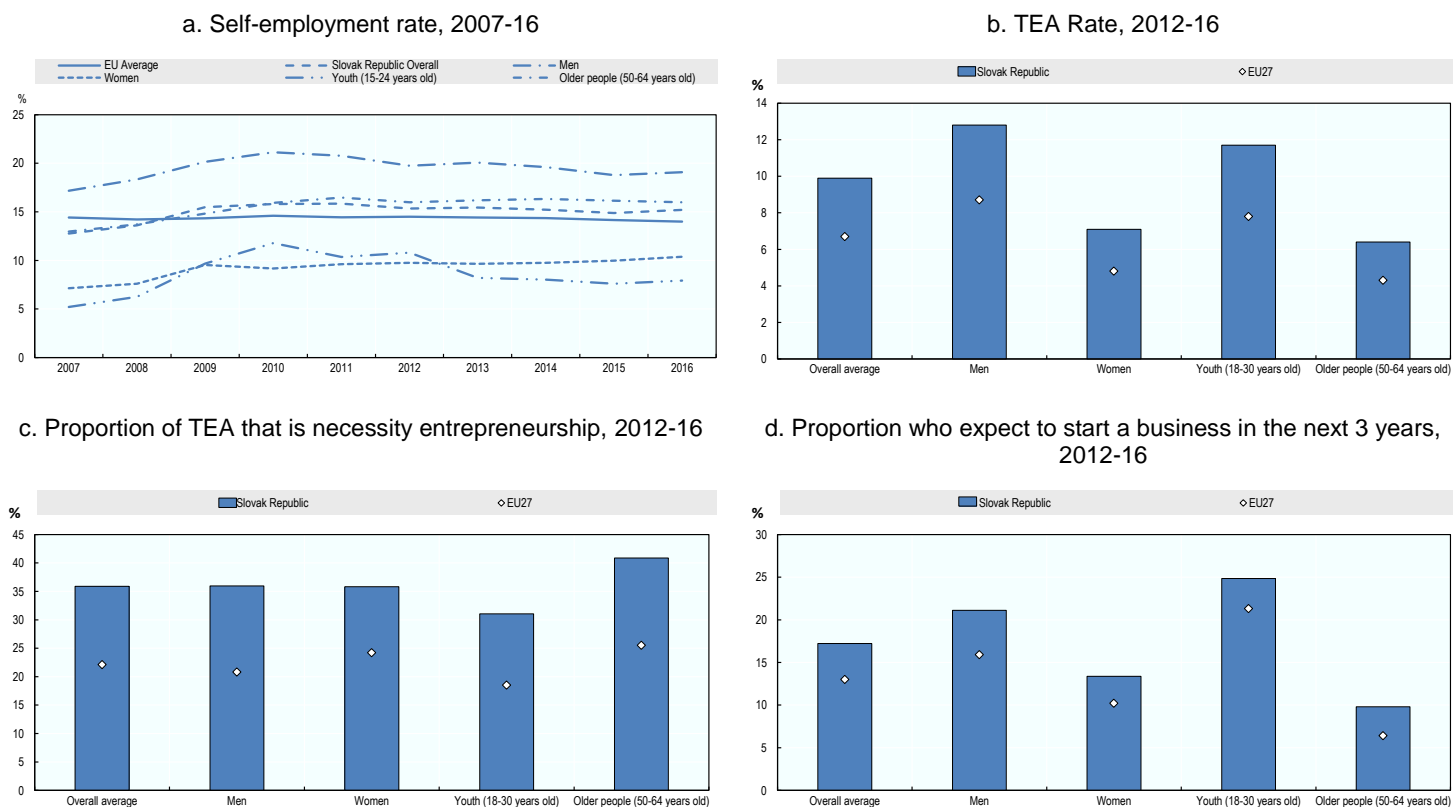 a. Self-employment rate, 2007-16
EU Average Slovak Republic Overall Men
Women Youth (15-24 years old) Older people (50-64 years old)
%
25
20
15
10
5
0
2007 2008 2009 2010 2011 2012 2013 2014 2015 2016
b. TEA Rate, 2012-16
Slovak Republic EU27
%
14
12
10
8
6
4
2
0
Overall average Men Women Youth (18-30 years old) Older people (50-64 years old)
c. Proportion of TEA that is necessity entrepreneurship, 2012-16
Slovak Republic EU27
%
45
40
35
30
25
20
15
10
5
0
Overall average Men Women Youth (18-30 years old) Older people (50-64 years old)
d. Proportion who expect to start a business in the next 3 years,
2012-16
Slovak Republic EU27
%
30
25
20
15
10
5
0
Overall average Men Women Youth (18-30 years old) Older people (50-64 years old)